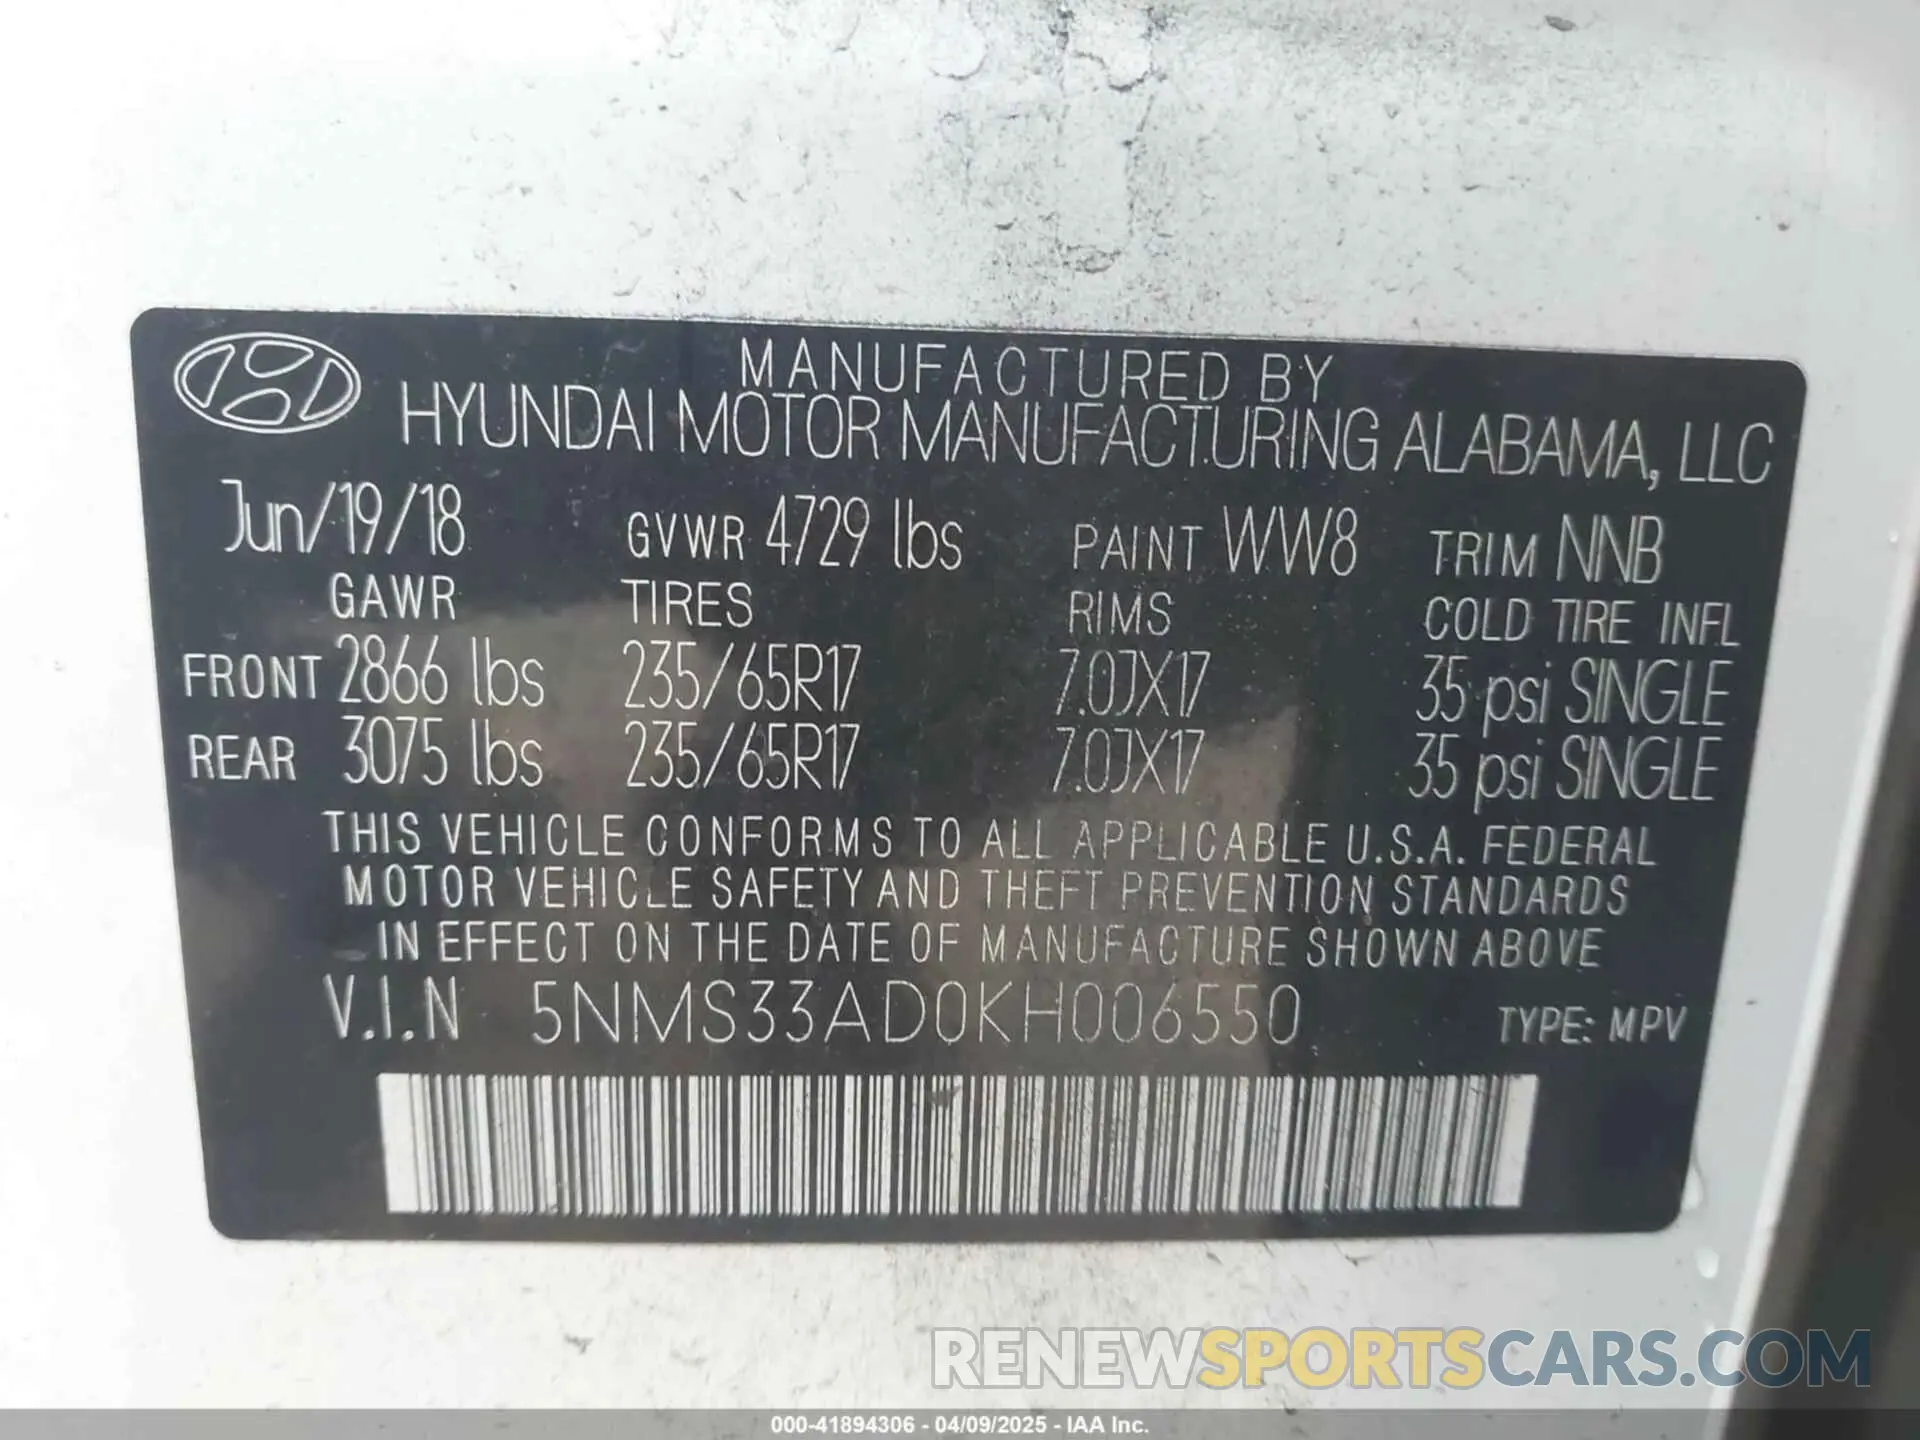 MANUFACTURED BY
HYUNDAI MOTOR MANUFACTURING ALABAMA, LLC
Jun/19/18 GVWR 4729 lbs PAINT WW8 TRIM NNB
GAWR TIRES RIMS COLD TIRE INFL
FRONT 2866 lbs 235/65R17 7.0JX17 35 psi SINGLE
REAR 3075 lbs 235/65R17 7.0JX17 35 psi SINGLE
THIS VEHICLE CONFORMS TO ALL APPLICABLE U.S.A. FEDERAL
MOTOR VEHICLE SAFETY AND THEFT PREVENTION STANDARDS
IN EFFECT ON THE DATE OF MANUFACTURE SHOWN ABOVE
V.I.N 5NMS33AD0KH006550 TYPE: MPV
RENEWSPORTSCARS.COM
000-41894306 - 04/09/2025 - IAA Inc.